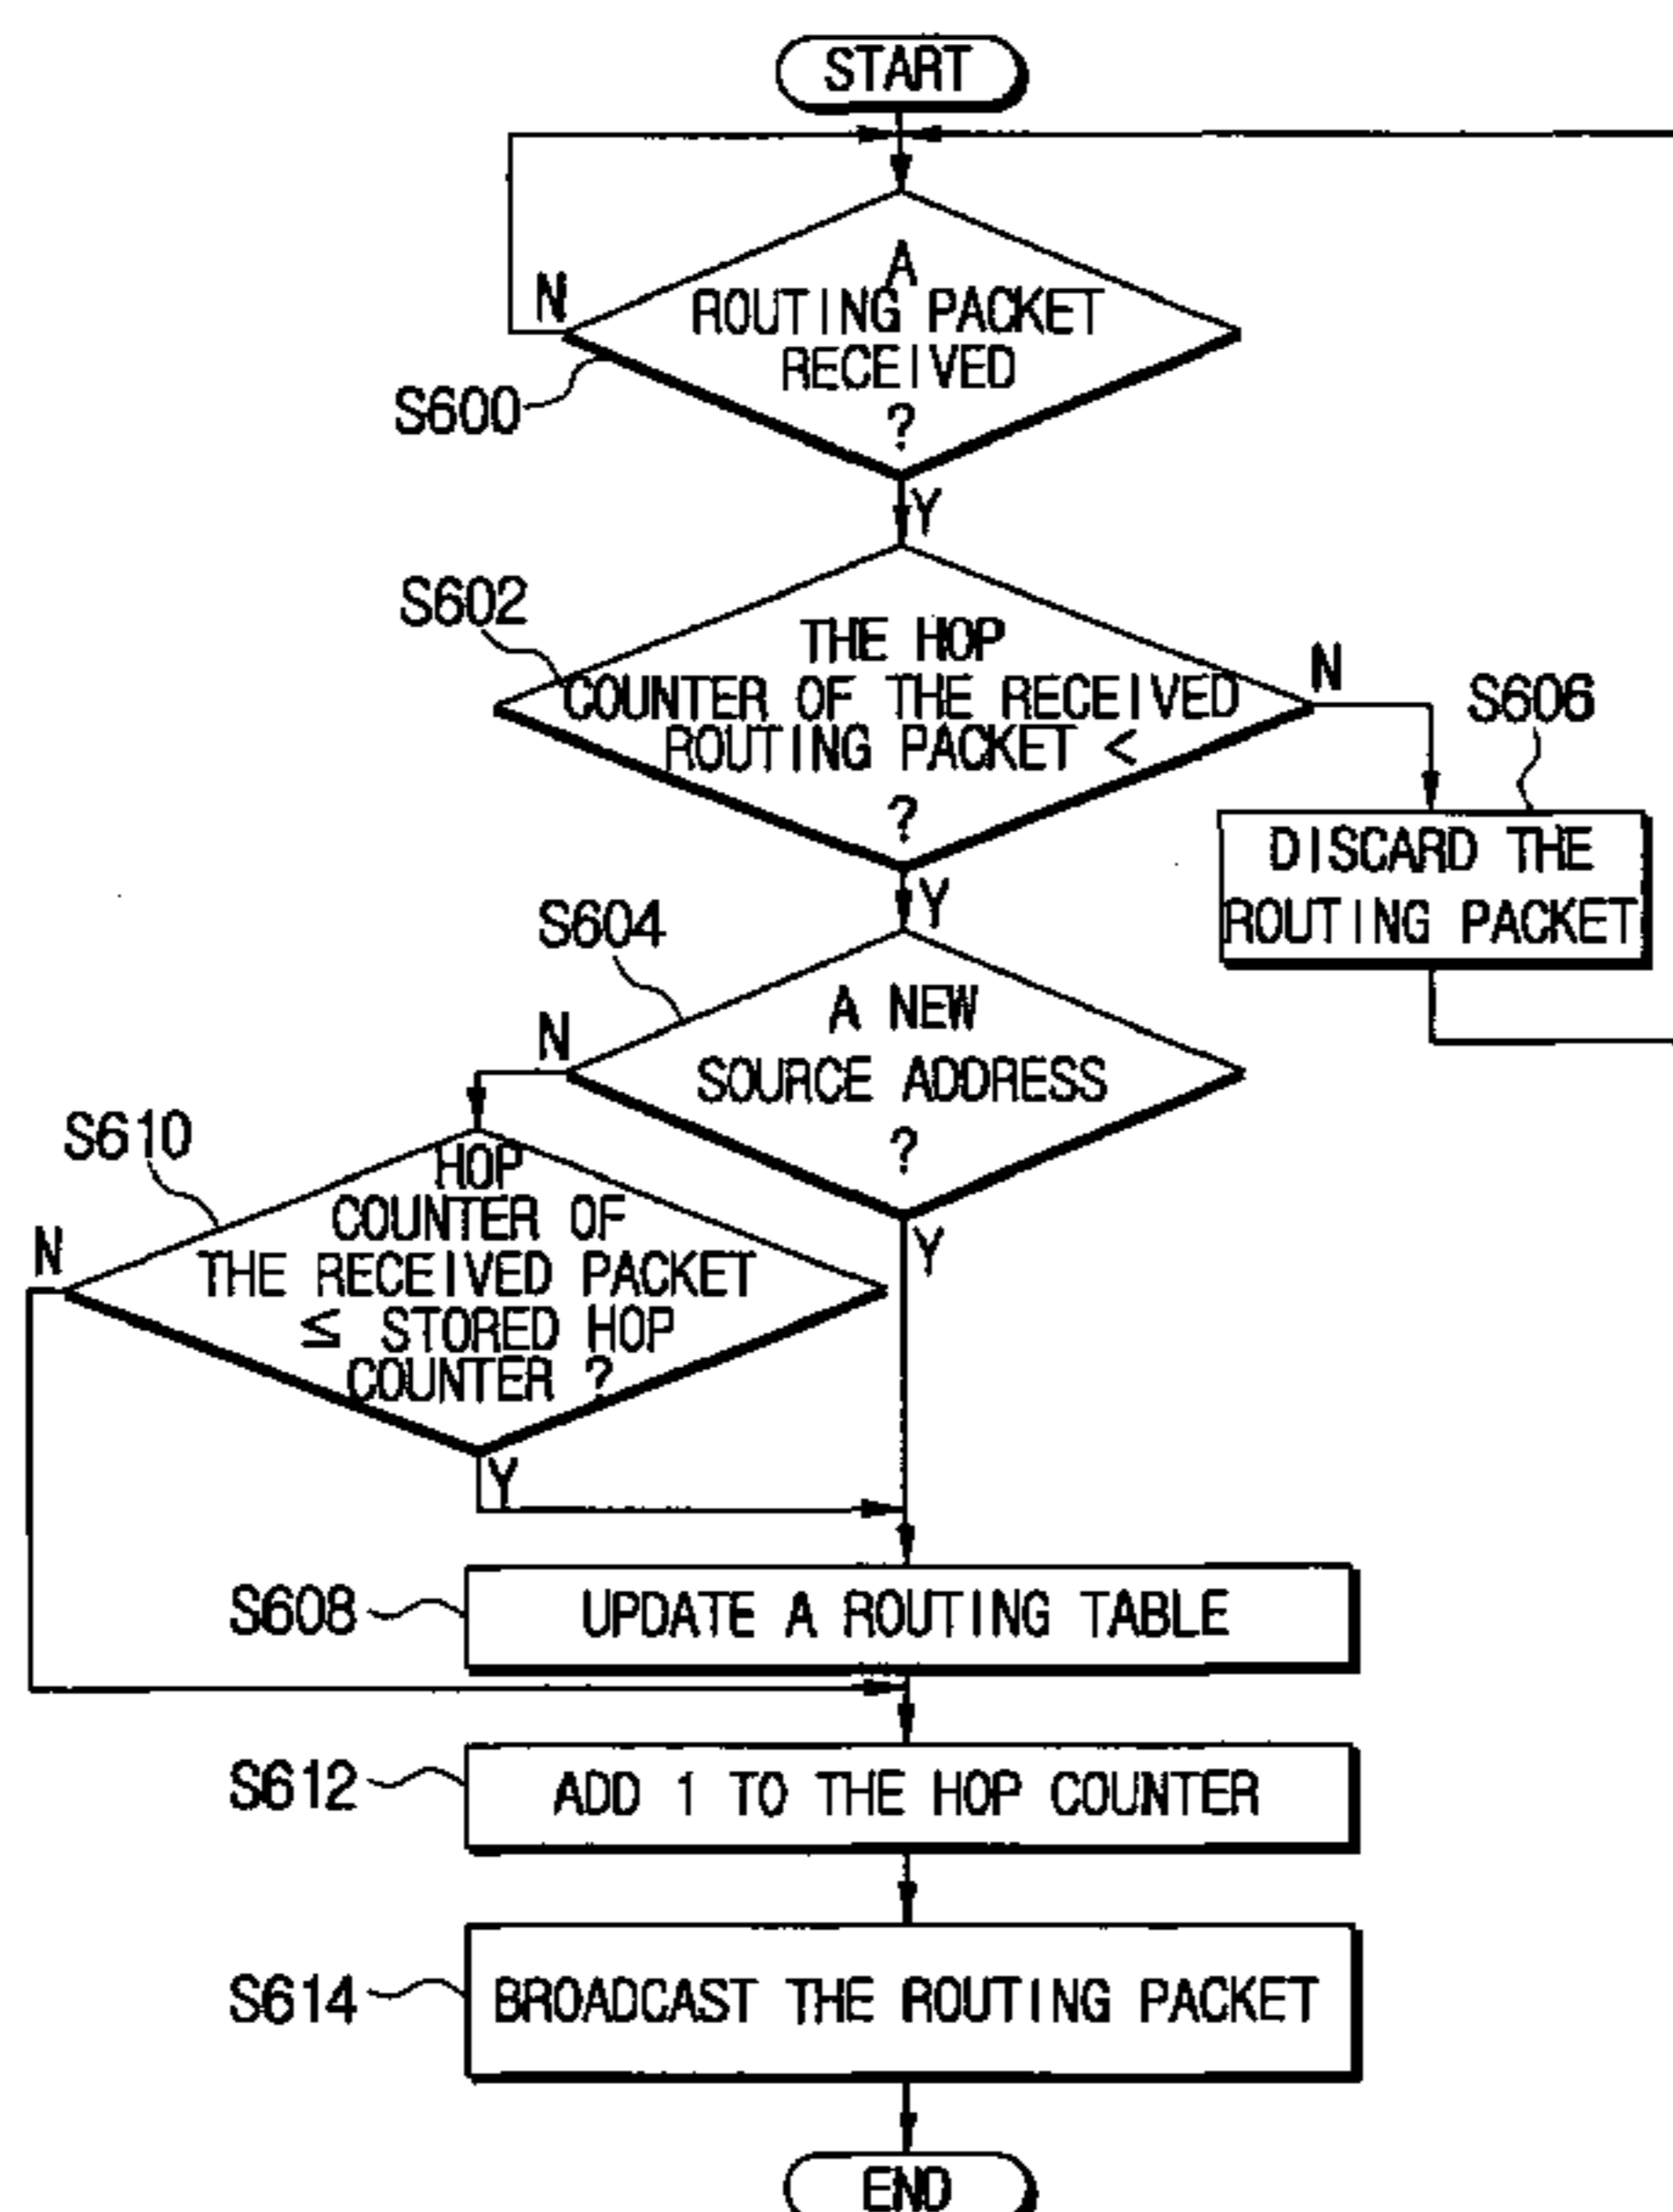 START
A
ROUTING PACKET
RECEIVED
?
N
S600
Y
S602
THE HOP
COUNTER OF THE RECEIVED
ROUTING PACKET <
?
N
S606
DISCARD THE
ROUTING PACKET
Y
S604
A NEW
SOURCE ADDRESS
?
N
Y
S610
HOP
COUNTER OF
THE RECEIVED PACKET
≤ STORED HOP
COUNTER ?
N
Y
S608
UPDATE A ROUTING TABLE
S612
ADD 1 TO THE HOP COUNTER
S614
BROADCAST THE ROUTING PACKET
END